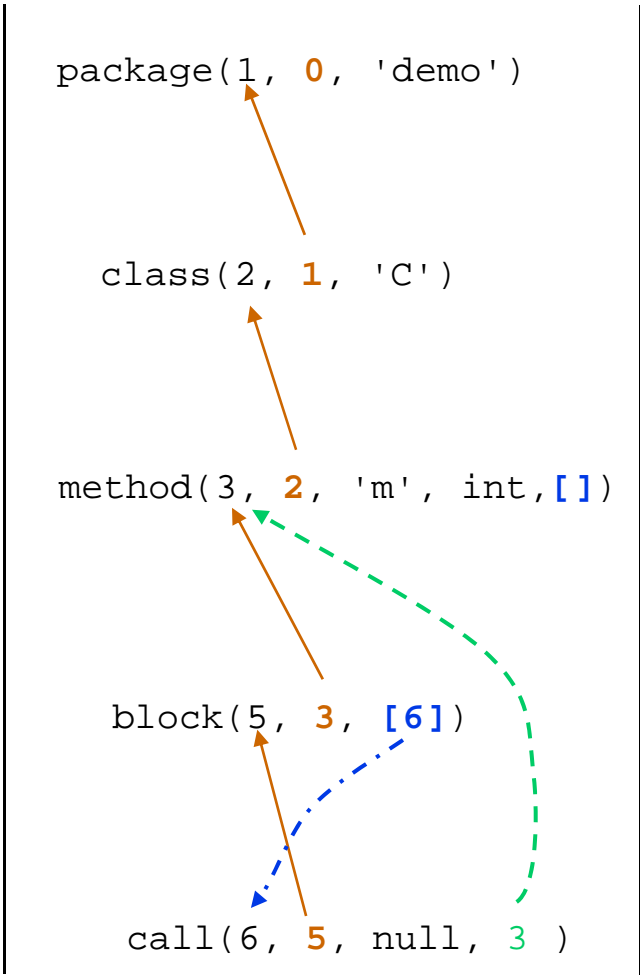 package(1, 0, 'demo')
class(2, 1, 'C')
method(3, 2, 'm', int,[])
block(5, 3, [6])
call(6, 5, null, 3 )